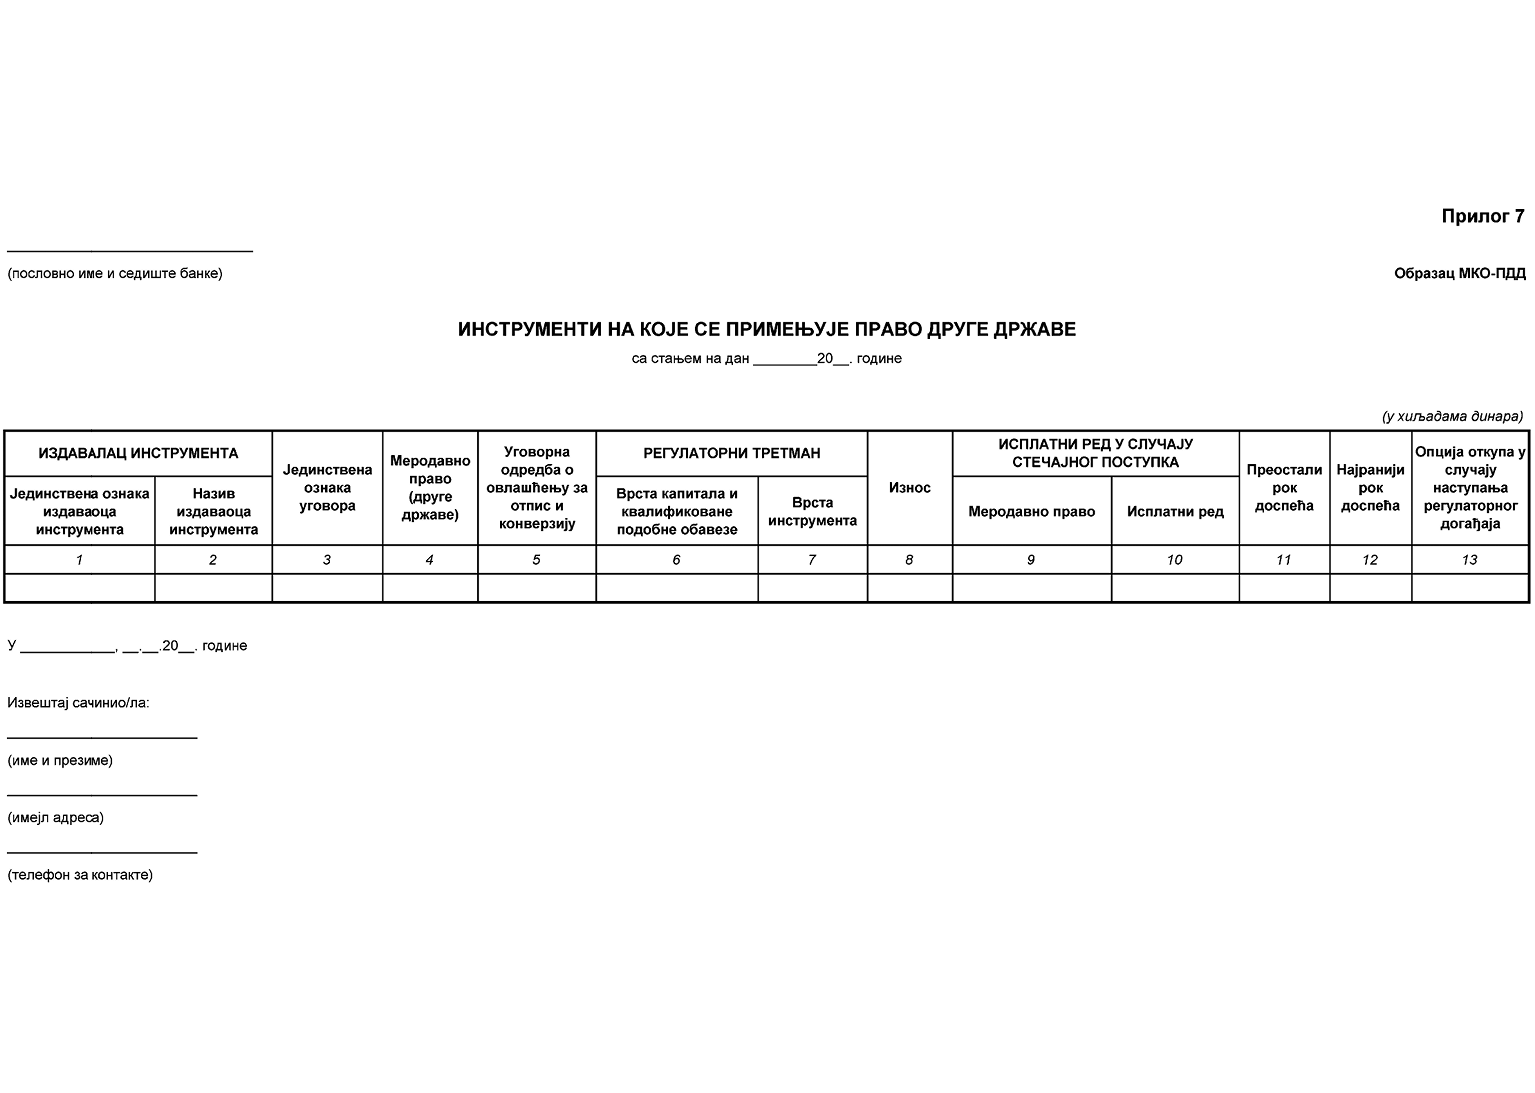 Прилог 7
(пословно име и седиште банке)
Образац МКО-ПДД
ИНСТРУМЕНТИ НА КОЈЕ СЕ ПРИМЕЊУЈЕ ПРАВО ДРУГЕ ДРЖАВЕ
са стањем на дан ________20__. године
(у хиљадама динара)
ИЗДАВАЛАЦ ИНСТРУМЕНТА
Јединствена ознака
издаваоца
инструмента
Назив
издаваоца
инструмента
Јединствена
ознака
уговора
Меродавно
право
(друге
државе)
Уговорна
одредба о
овлашћењу за
отпис и
конверзију
РЕГУЛАТОРНИ ТРЕТМАН
Врста капитала и
квалификоване
подобне обавезе
Врста
инструмента
Износ
ИСПЛАТНИ РЕД У СЛУЧАЈУ
СТЕЧАЈНОГ ПОСТУПКА
Меродавно право
Исплатни ред
Преостали
рок
доспећа
Најранији
рок
доспећа
Опција откупа у
случају
наступања
регулаторног
догађаја
1 2 3 4 5 6 7 8 9 10 11 12 13
У ____________, __.__.20__. године
Извештај сачинио/ла:
(име и презиме)
(имејл адреса)
(телефон за контакте)